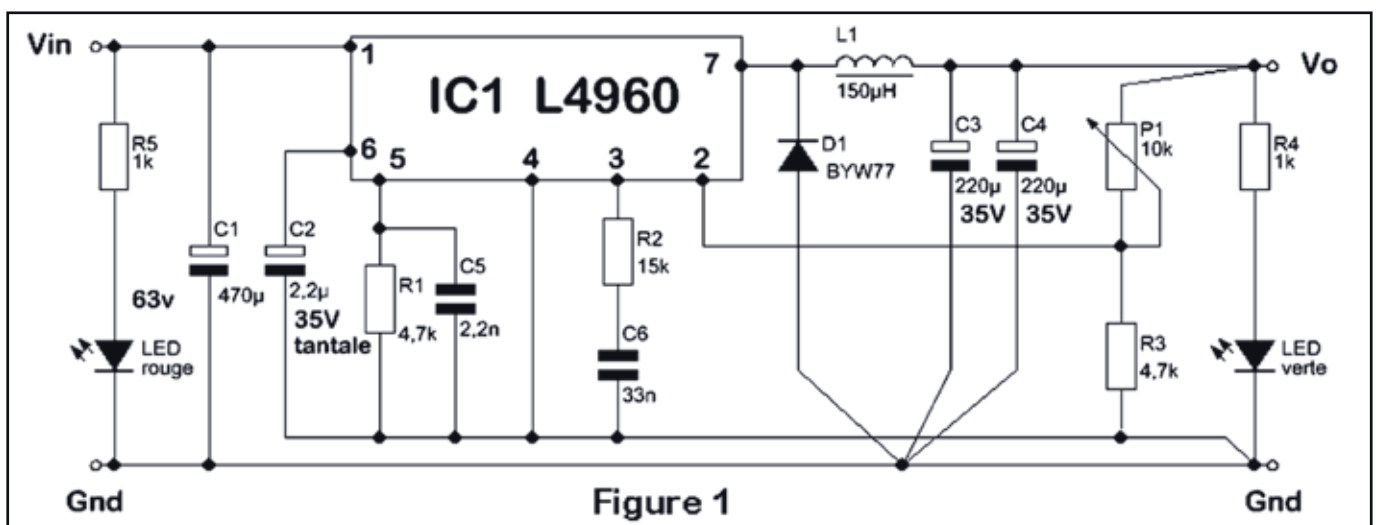 Vin
1
IC1 L4960
7
L1
150µH
Vo
R5
1k
6
5
4
3
2
D1
BYW77
C3
220µ
35V
C4
220µ
35V
P1
10k
R4
1k
C1
470µ
63v
C2
2,2µ
35V
tantale
R1
4,7k
C5
2,2n
R2
15k
C6
33n
R3
4,7k
LED
rouge
LED
verte
Gnd
Figure 1
Gnd